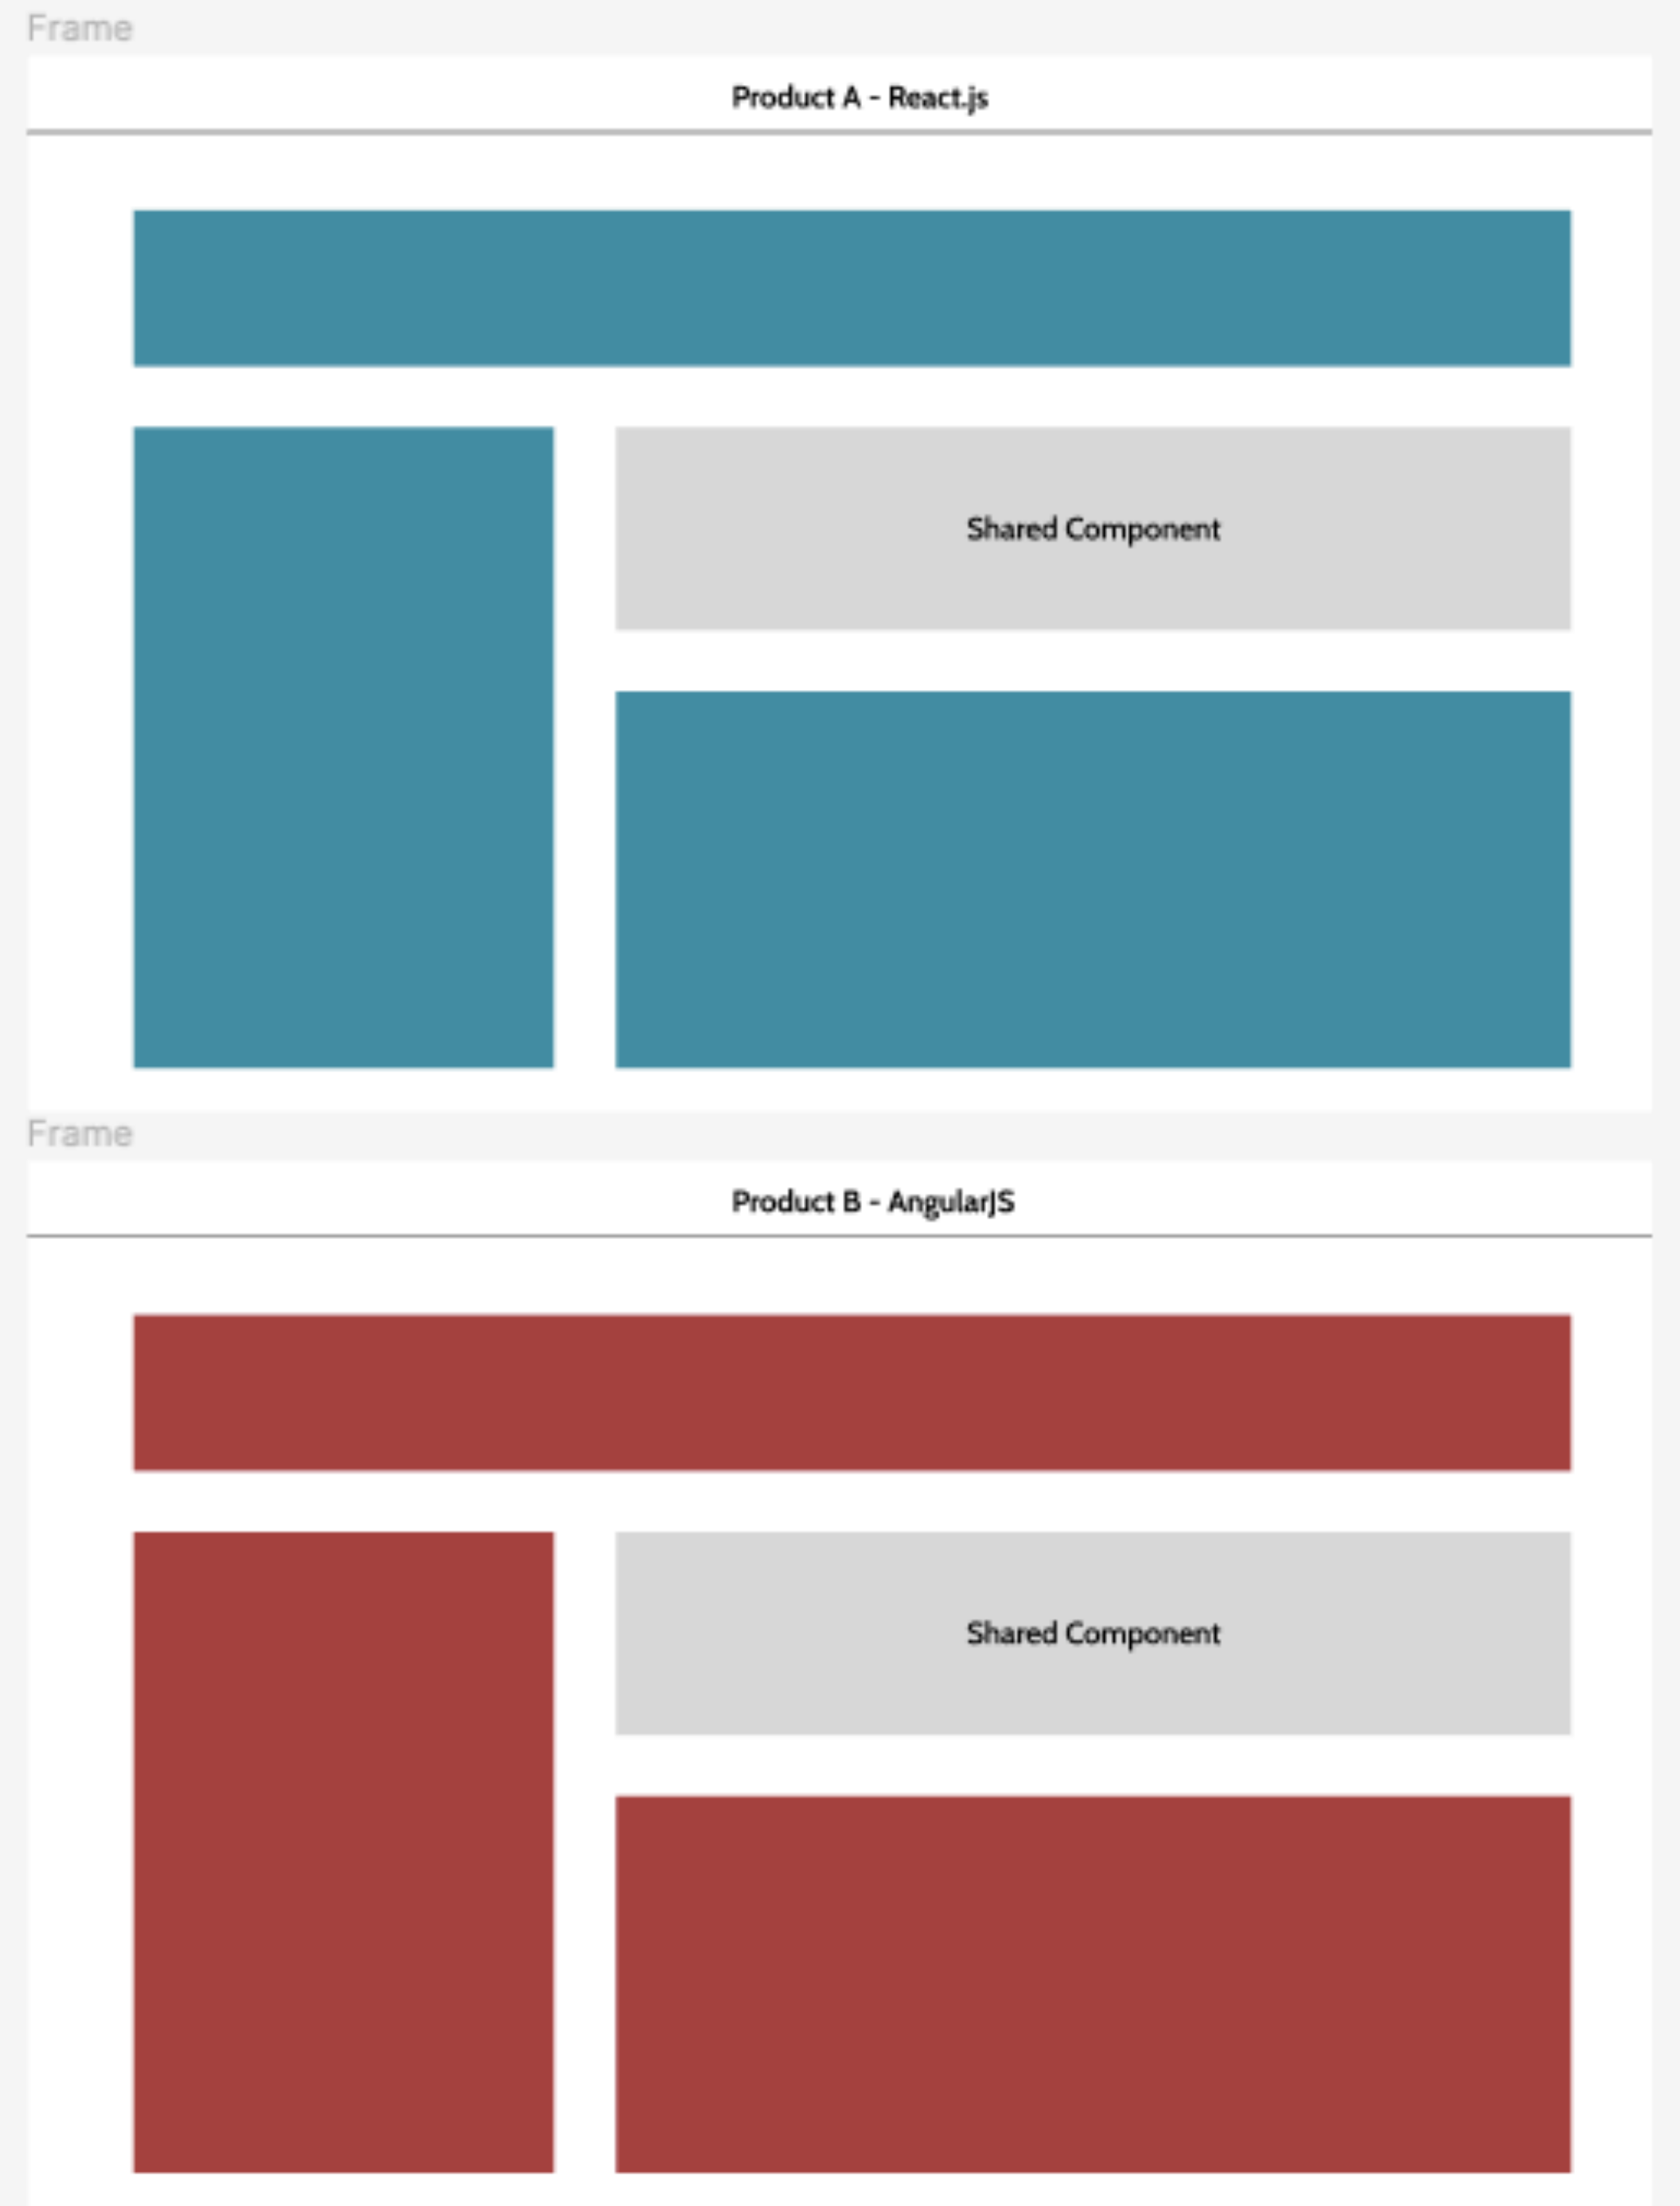 Frame
Product A - React.js
Shared Component
Frame
Product B - AngularJS
Shared Component